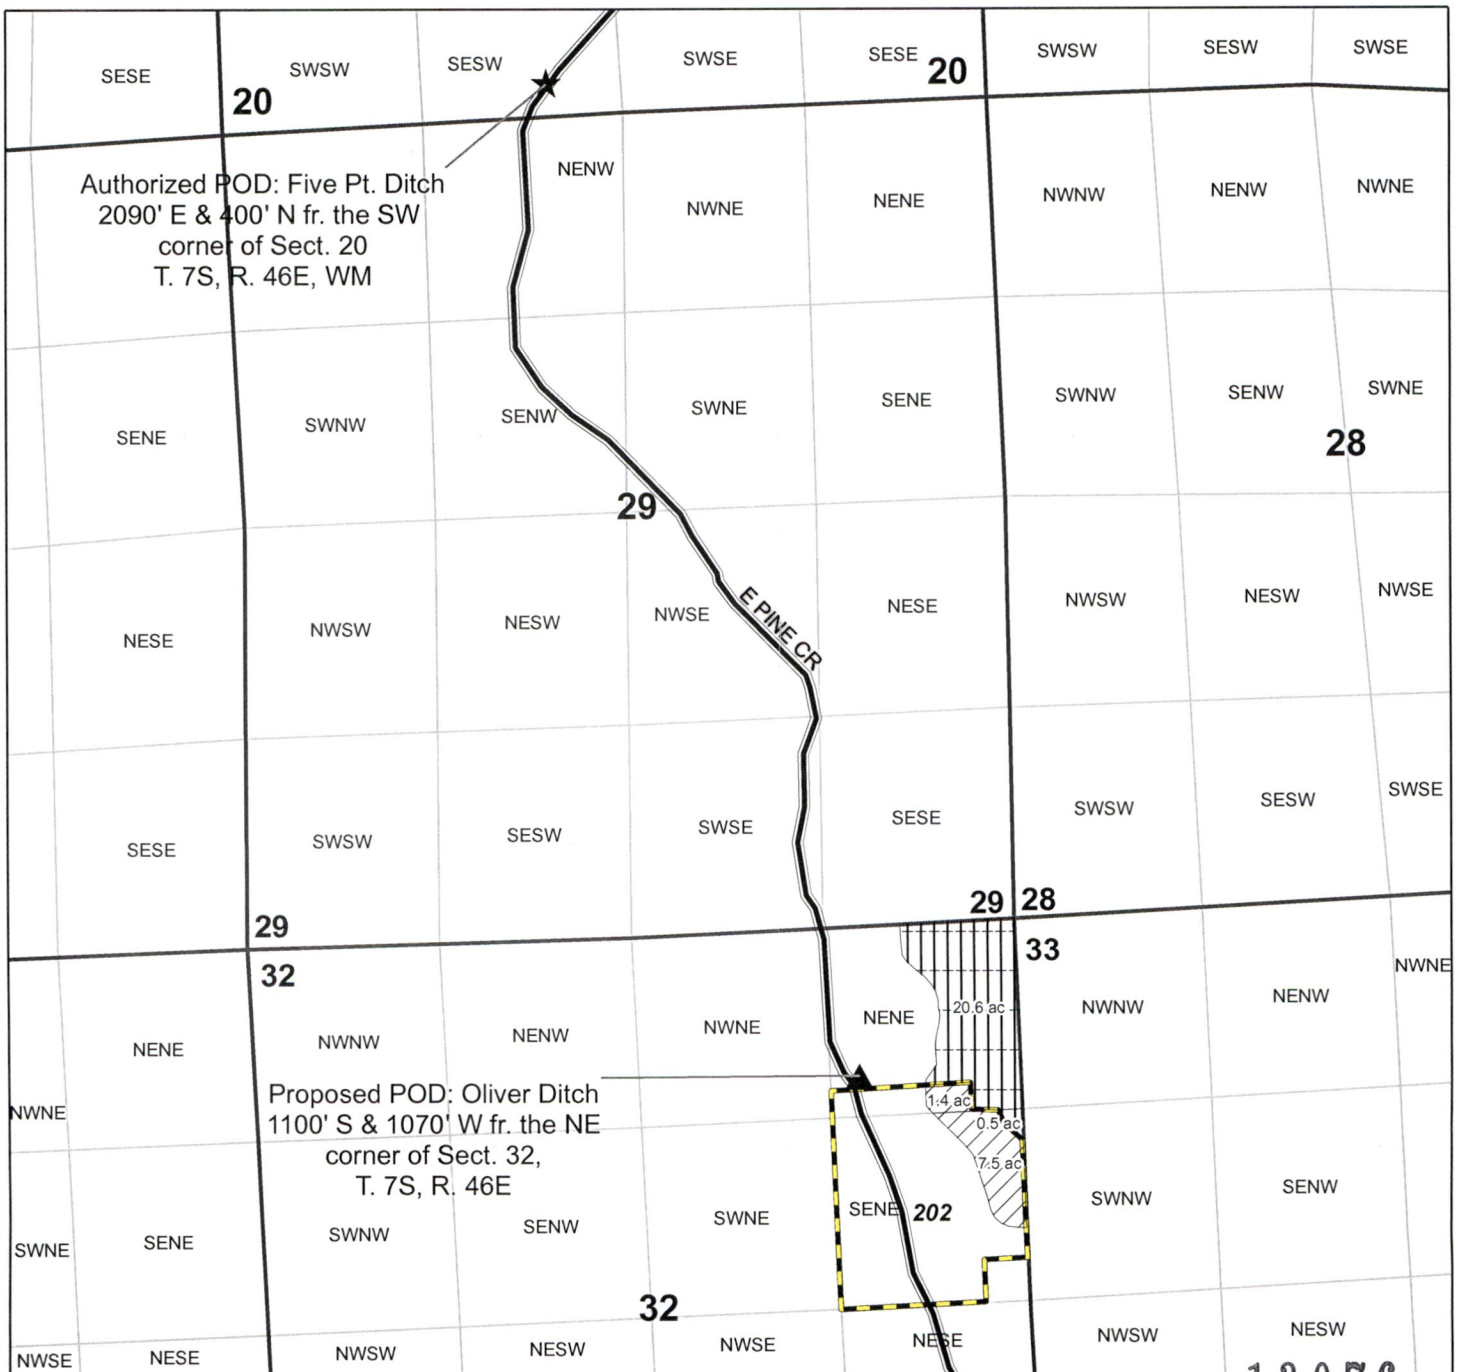 SESE
SWSW
SESW
SWSE
SESE
20
SWSW
SESW
SWSE
20
NENW
Authorized POD: Five Pt. Ditch
2090' E & 400' N fr. the SW
corner of Sect. 20
T. 7S, R. 46E, WM
NWNE
NENE
NWNW
NENW
NWNE
SENE
SWNW
SENW
SWNE
SENE
SWNW
SENW
SWNE
28
29
E PINE CR
NESE
NWSW
NESW
NWSE
NESE
NWSW
NESW
NWSE
SESE
SWSW
SESW
SWSE
SESE
SWSW
SESW
SWSE
29
28
29
32
33
NWNE
20.6 ac
NENE
NWNW
NENW
NWNE
NENE
NWNW
NENW
Proposed POD: Oliver Ditch
1100' S & 1070' W fr. the NE
corner of Sect. 32,
T. 7S, R. 46E
NWNE
1.4 ac
0.5 ac
7.5 ac
SWNE
SENE
SWNW
SENW
SWNE
SENE
202
SWNW
SENW
32
NWSE
NESE
NWSW
NESW
NWSE
NESE
NWSW
NESW